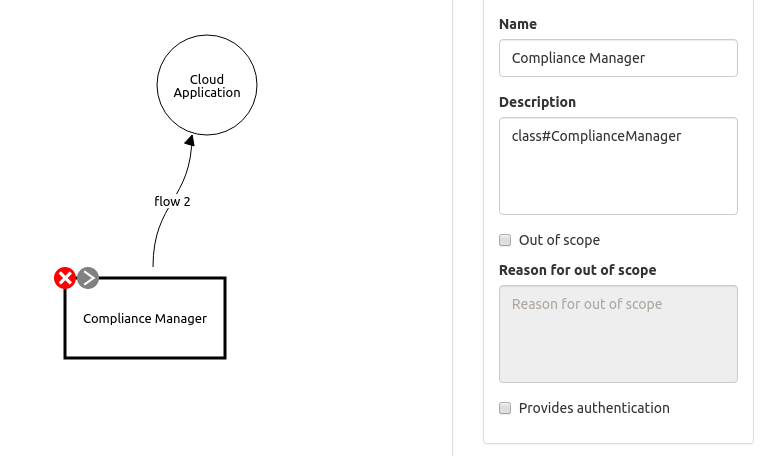 Cloud
Application
flow 2
Compliance Manager
Name
Compliance Manager
Description
class#ComplianceManager
Out of scope
Reason for out of scope
Reason for out of scope
Provides authentication